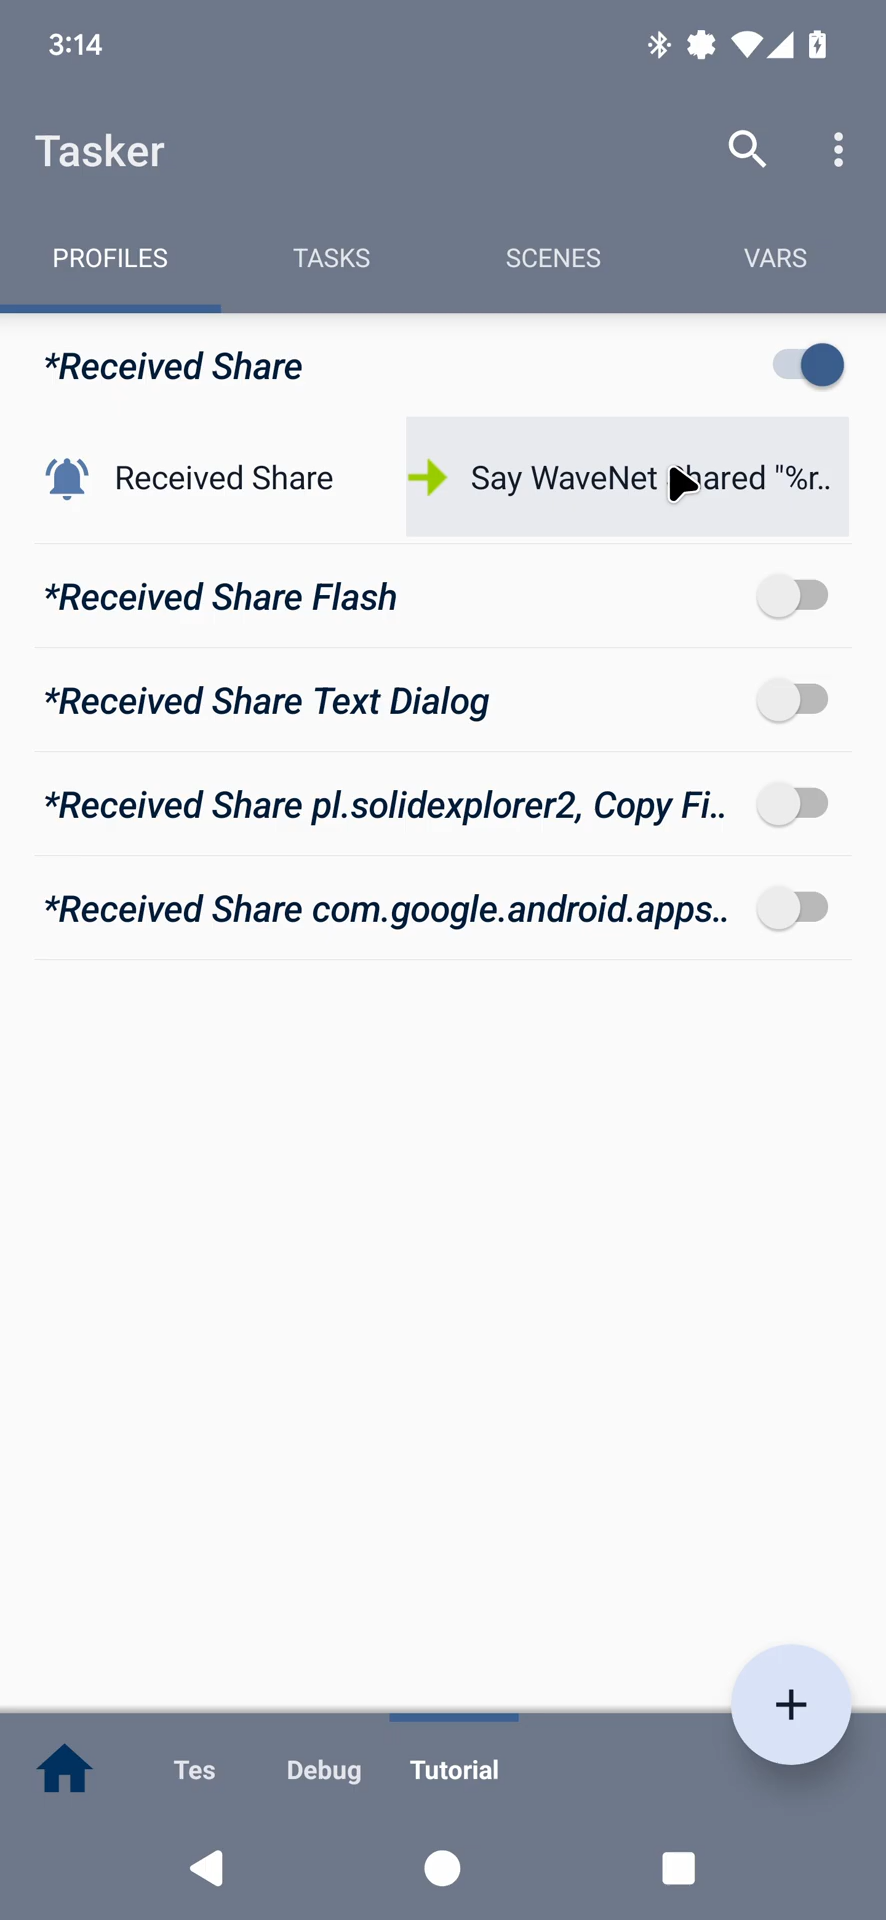 3:14
Tasker
PROFILES TASKS SCENES VARS
*Received Share
Received Share Say WaveNet shared "%r..
*Received Share Flash
*Received Share Text Dialog
*Received Share pl.solidexplorer2, Copy Fi..
*Received Share com.google.android.apps..
+
Tes Debug Tutorial